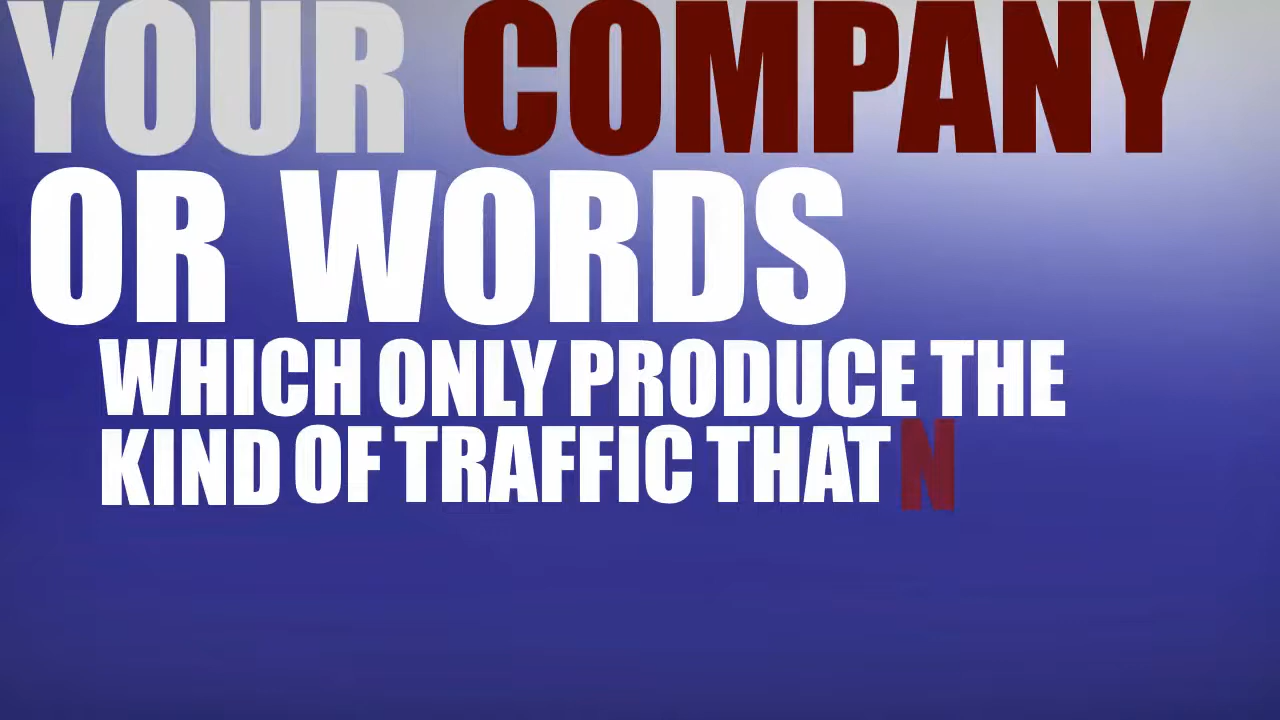 YOUR COMPANY
OR WORDS
WHICH ONLY PRODUCE THE
KIND OF TRAFFIC THAT N